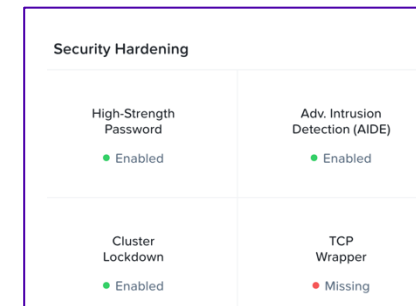 Security Hardening
High-Strength
Password
Enabled
Adv. Intrusion
Detection (AIDE)
Enabled
Cluster
Lockdown
Enabled
TCP
Wrapper
Missing